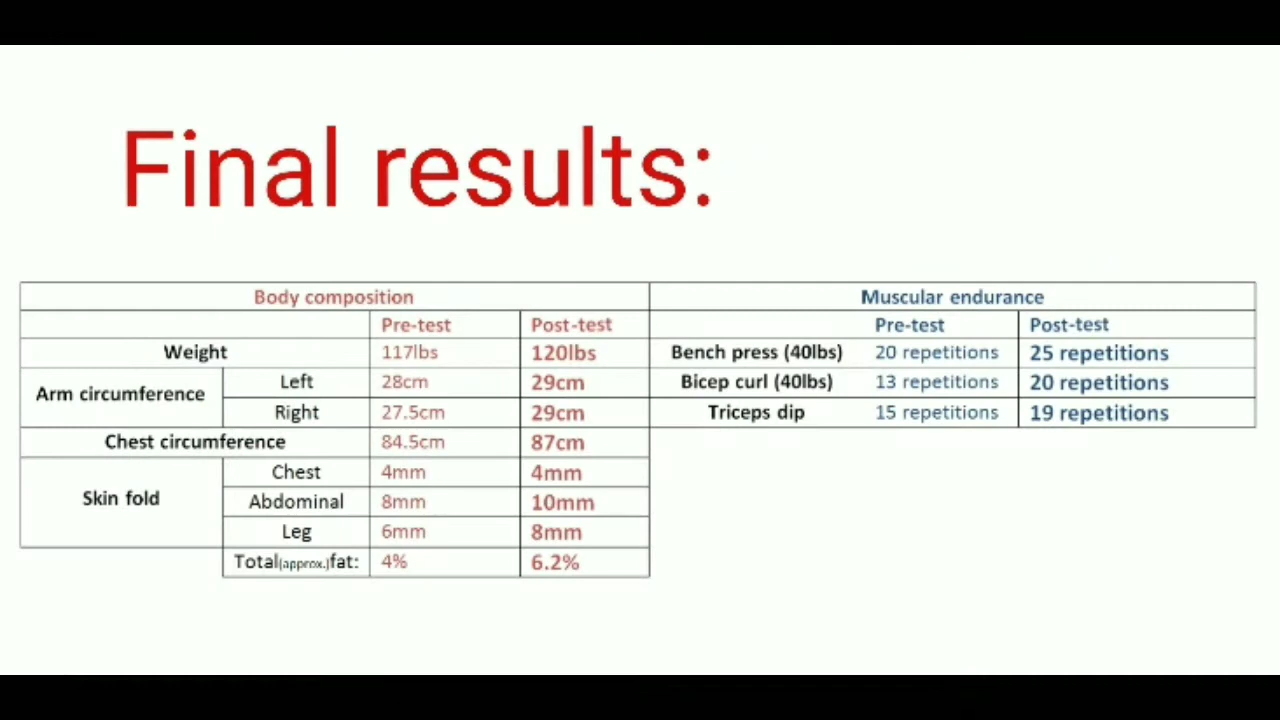 Final results:
Body composition Muscular endurance
Pre-test Post-test Pre-test Post-test
Weight 117lbs 120lbs Bench press (40lbs) 20 repetitions 25 repetitions
Arm circumference Left 28cm 29cm Bicep curl (40lbs) 13 repetitions 20 repetitions
Right 27.5cm 29cm Triceps dip 15 repetitions 19 repetitions
Chest circumference 84.5cm 87cm
Skin fold Chest 4mm 4mm
Abdominal 8mm 10mm
Leg 6mm 8mm
Total(approx.)fat: 4% 6.2%